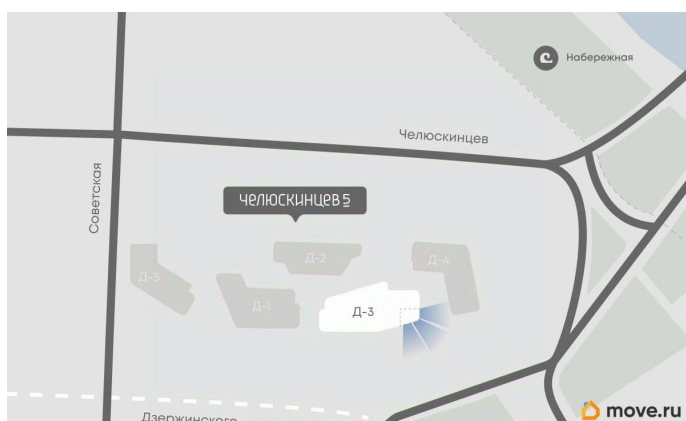 Набережная
Челюскинцев
Советская
ЧЕЛЮСКИНЦЕВ 5
Д-2
Д-4
Д-5
Д-1
Д-3
Дзержинского
move.ru